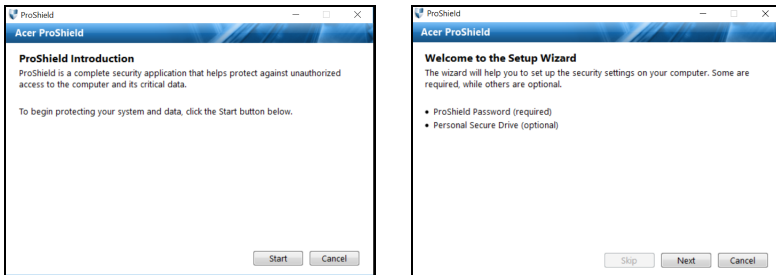 ProShield
Acer ProShield
ProShield Introduction
ProShield is a complete security application that helps protect against unauthorized
access to the computer and its critical data.
To begin protecting your system and data, click the Start button below.
Start
Cancel
ProShield
Acer ProShield
Welcome to the Setup Wizard
The wizard will help you to set up the security settings on your computer. Some are
required, while others are optional.
• ProShield Password (required)
• Personal Secure Drive (optional)
Skip
Next
Cancel